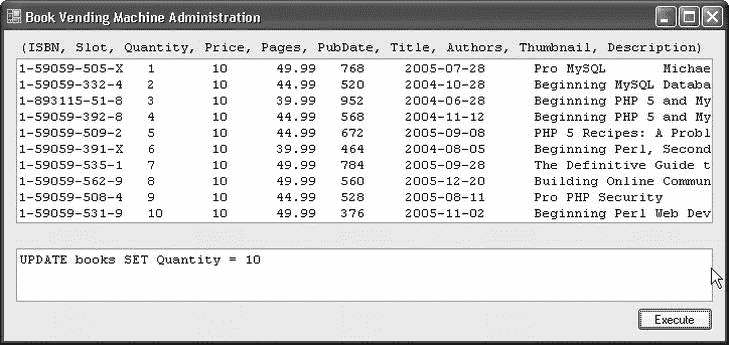 Book Vending Machine Administration
(ISBN, Slot, Quantity, Price, Pages, PubDate, Title, Authors, Thumbnail, Description)
1-59059-505-X 1 10 49.99 768 2005-07-28 Pro MySQL Michae
1-59059-332-4 2 10 44.99 520 2004-10-28 Beginning MySQL Databa
1-893115-51-8 3 10 39.99 952 2004-06-28 Beginning PHP 5 and My
1-59059-392-8 4 10 44.99 568 2004-11-12 Beginning PHP 5 and My
1-59059-509-2 5 10 44.99 672 2005-09-08 PHP 5 Recipes: A Probl
1-59059-391-X 6 10 39.99 464 2004-08-05 Beginning Perl, Second
1-59059-535-1 7 10 49.99 784 2005-09-28 The Definitive Guide t
1-59059-562-9 8 10 49.99 560 2005-12-20 Building Online Commun
1-59059-508-4 9 10 44.99 528 2005-08-11 Pro PHP Security
1-59059-531-9 10 10 49.99 376 2005-11-02 Beginning Perl Web Dev
UPDATE books SET Quantity = 10
Execute